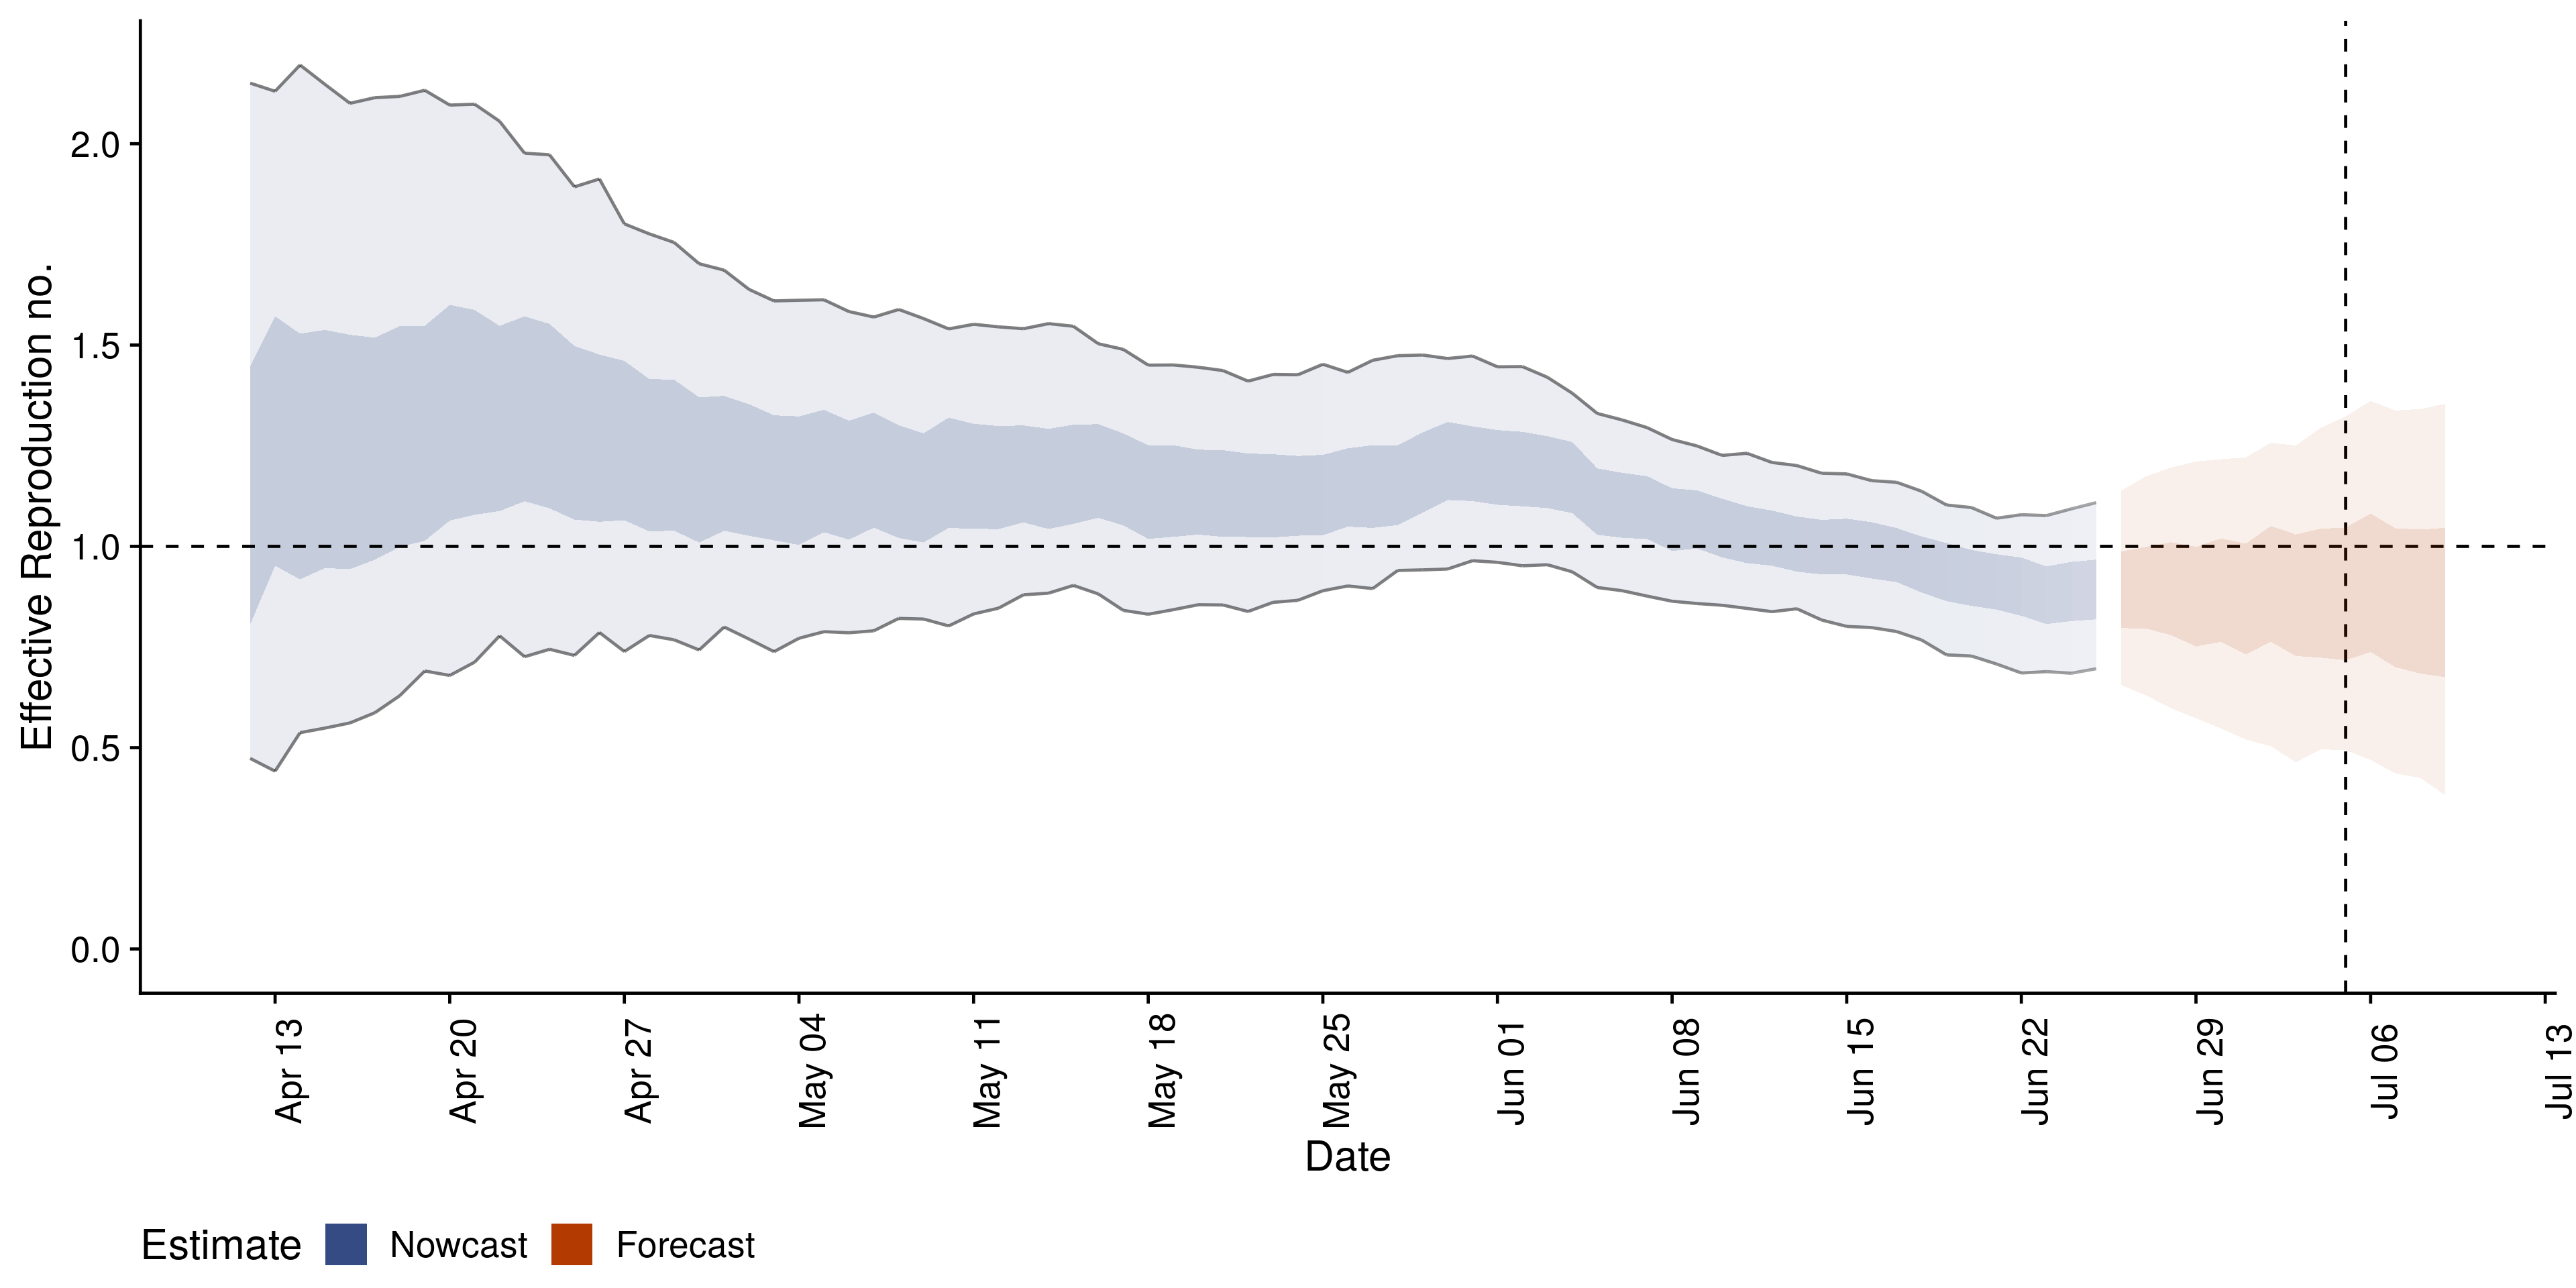 Effective Reproduction no.
2.0
1.5
1.0
0.5
0.0
Apr 13
Apr 20
Apr 27
May 04
May 11
May 18
May 25
Jun 01
Jun 08
Jun 15
Jun 22
Jun 29
Jul 06
Jul 13
Date
Estimate Nowcast Forecast